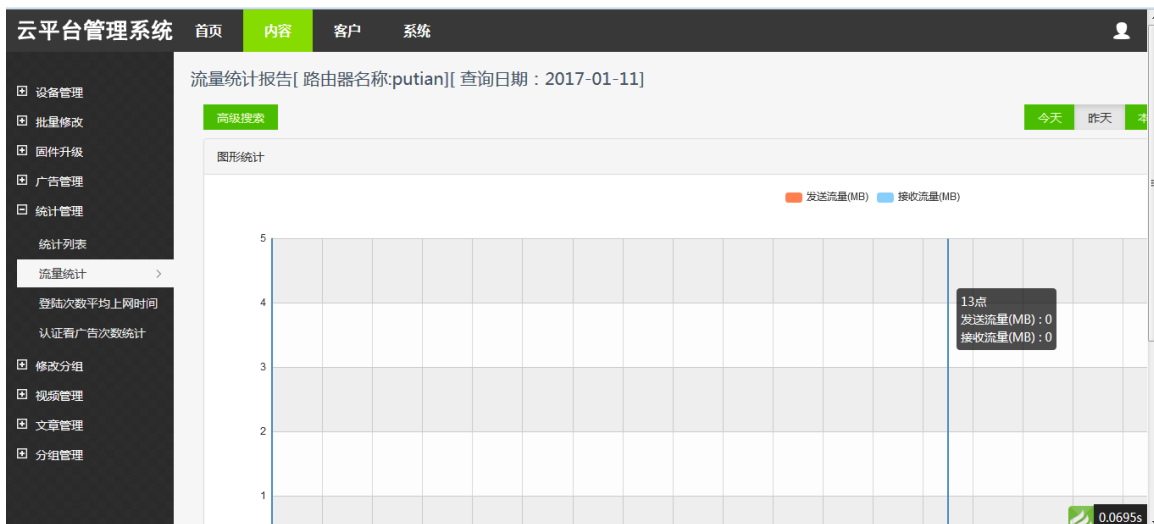 云平台管理系统 首页 内容 客户 系统
设备管理
批量修改
固件升级
广告管理
统计管理
统计列表
流量统计
登陆次数平均上网时间
认证看广告次数统计
修改分组
视频管理
文章管理
分组管理
流量统计报告[ 路由器名称:putian][ 查询日期：2017-01-11]
高级搜索 今天 昨天 本
图形统计
发送流量(MB) 接收流量(MB)
5
4
3
2
1
13点
发送流量(MB) : 0
接收流量(MB) : 0
0.0695s